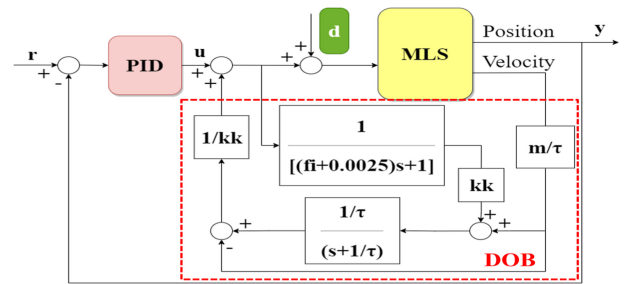 r
+
-
PID
u
+
+
+
+
d
MLS
Position
y
Velocity
1/kk
1
[(fi+0.0025)s+1]
m/τ
kk
+
+
1/τ
(s+1/τ)
+
-
DOB